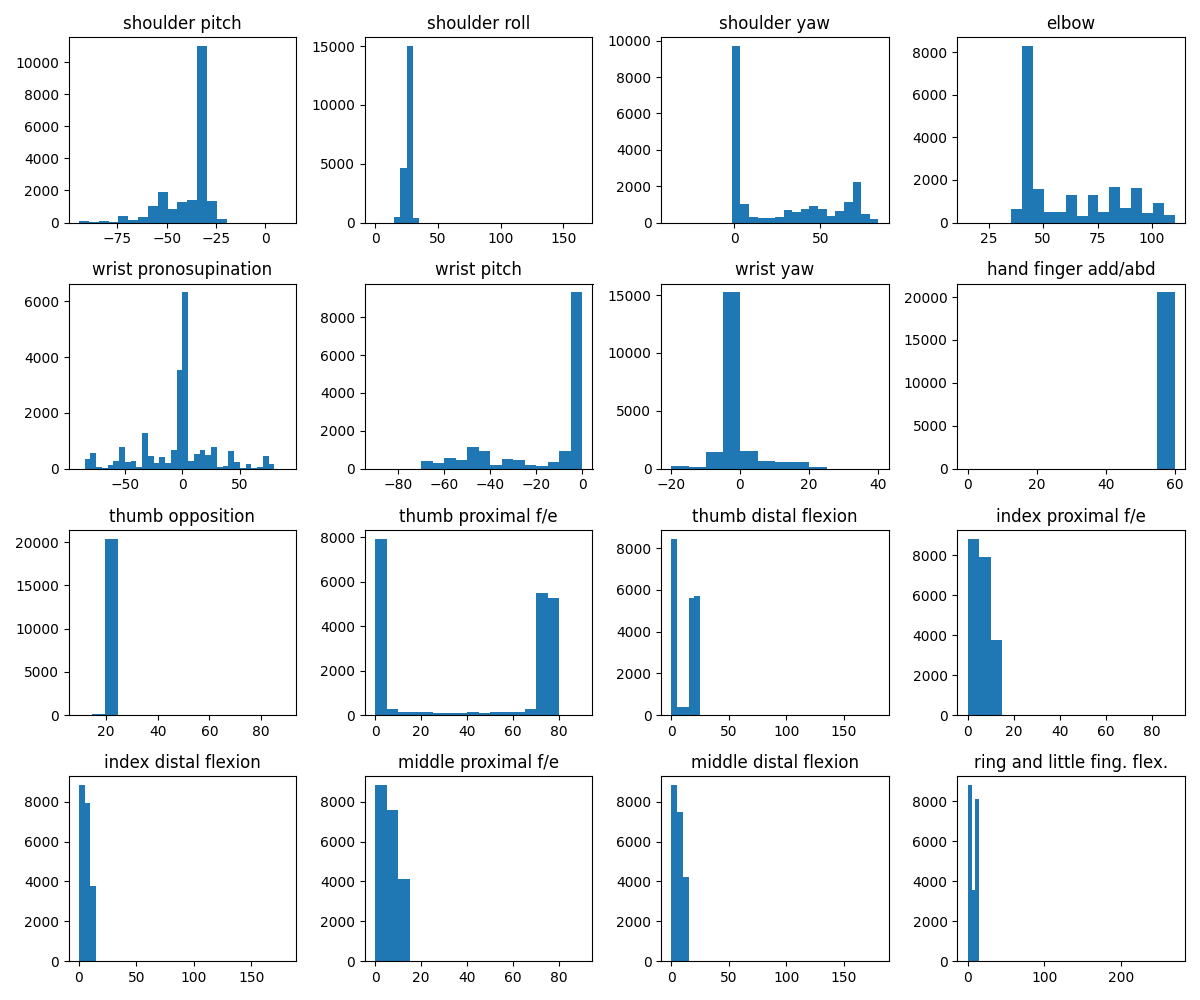 shoulder pitch
10000
8000
6000
4000
2000
0
−75 −50 −25 0
shoulder roll
15000
10000
5000
0
0 50 100 150
shoulder yaw
10000
8000
6000
4000
2000
0
0 50
elbow
8000
6000
4000
2000
0
25 50 75 100
wrist pronosupination
6000
4000
2000
0
−50 0 50
wrist pitch
8000
6000
4000
2000
0
−80 −60 −40 −20 0
wrist yaw
15000
10000
5000
0
−20 0 20 40
hand finger add/abd
20000
15000
10000
5000
0
0 20 40 60
thumb opposition
20000
15000
10000
5000
0
20 40 60 80
thumb proximal f/e
8000
6000
4000
2000
0
0 20 40 60 80
thumb distal flexion
8000
6000
4000
2000
0
0 50 100 150
index proximal f/e
8000
6000
4000
2000
0
0 20 40 60 80
index distal flexion
8000
6000
4000
2000
0
0 50 100 150
middle proximal f/e
8000
6000
4000
2000
0
0 20 40 60 80
middle distal flexion
8000
6000
4000
2000
0
0 50 100 150
ring and little fing. flex.
8000
6000
4000
2000
0
0 100 200